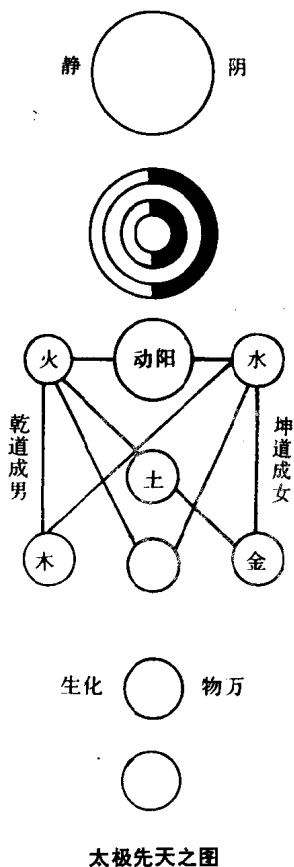 静 阴
火 动阳 水
乾道成男
坤道成女
土
木 金
生化 物万
太极先天之图